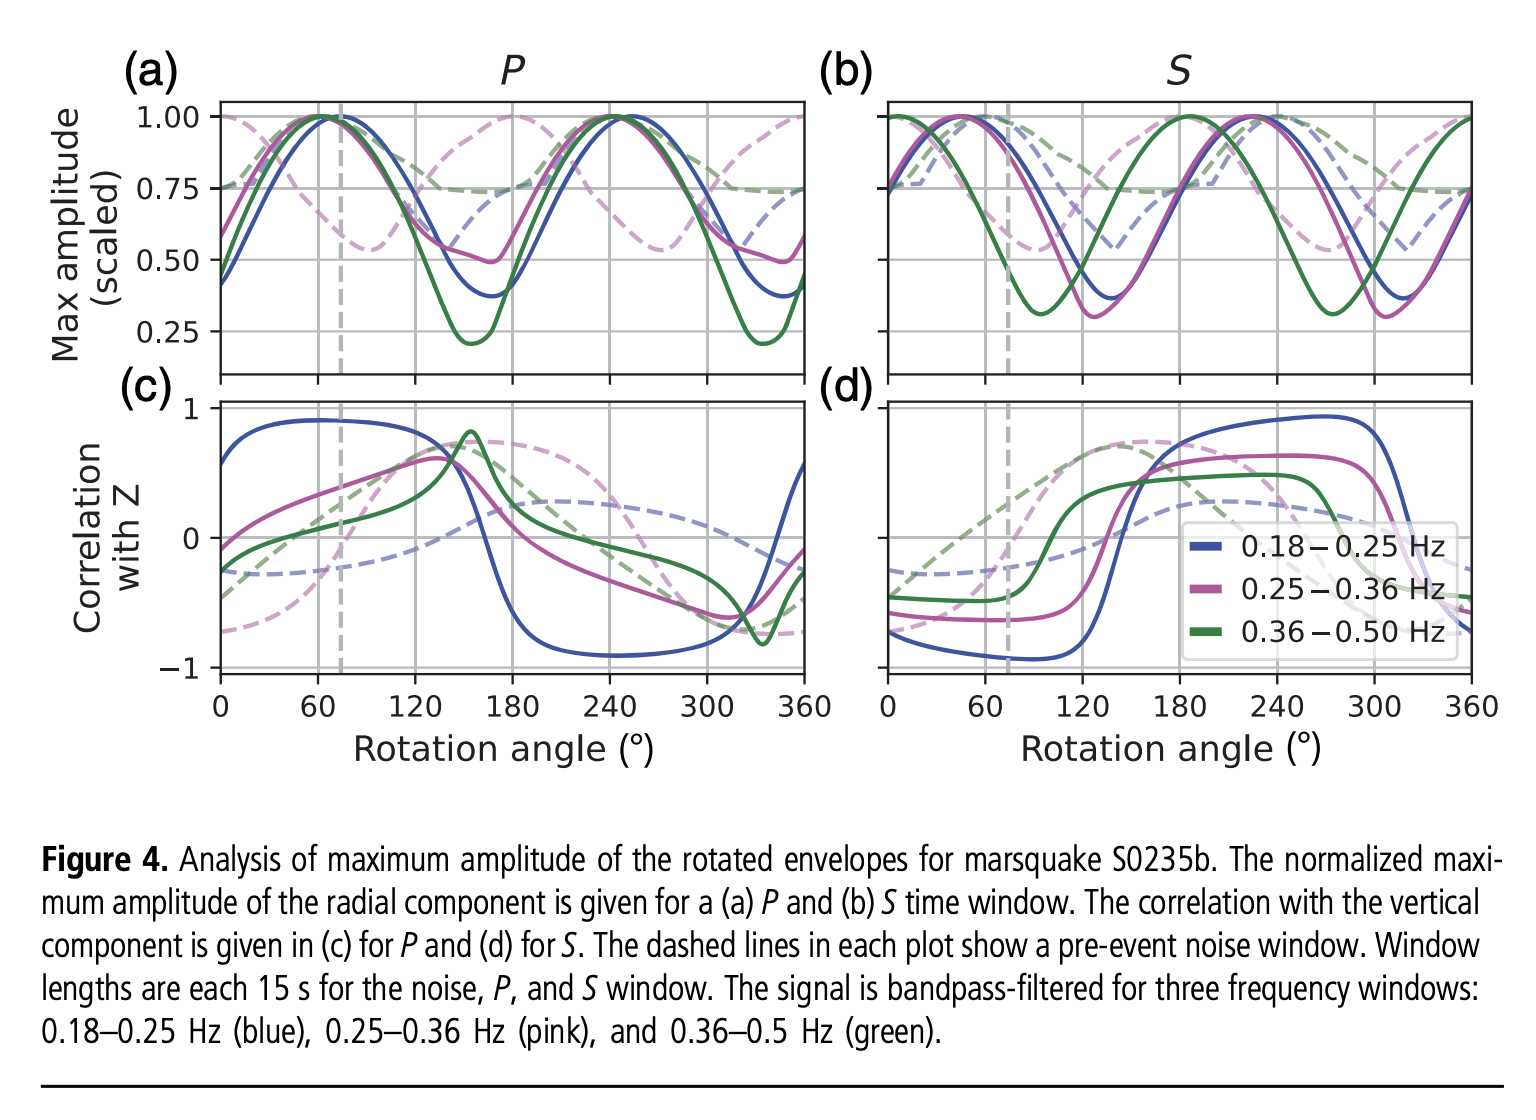 (a) P (b) S
Max amplitude
(scaled)
1.00
0.75
0.50
0.25
(c) (d)
Correlation
with Z
1
0
−1
0.18−0.25 Hz
0.25−0.36 Hz
0.36−0.50 Hz
0 60 120 180 240 300 360 0 60 120 180 240 300 360
Rotation angle (°) Rotation angle (°)
Figure 4. Analysis of maximum amplitude of the rotated envelopes for marsquake S0235b. The normalized maxi-
mum amplitude of the radial component is given for a (a) P and (b) S time window. The correlation with the vertical
component is given in (c) for P and (d) for S. The dashed lines in each plot show a pre-event noise window. Window
lengths are each 15 s for the noise, P, and S window. The signal is bandpass-filtered for three frequency windows:
0.18–0.25 Hz (blue), 0.25–0.36 Hz (pink), and 0.36–0.5 Hz (green).